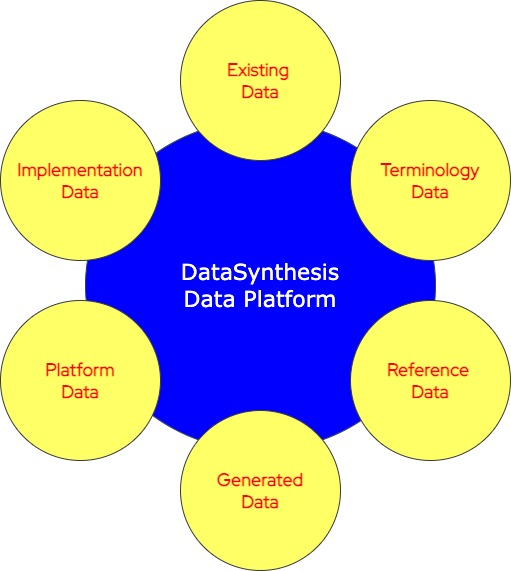 Existing
Data
Implementation
Data
Terminology
Data
DataSynthesis
Data Platform
Platform
Data
Reference
Data
Generated
Data